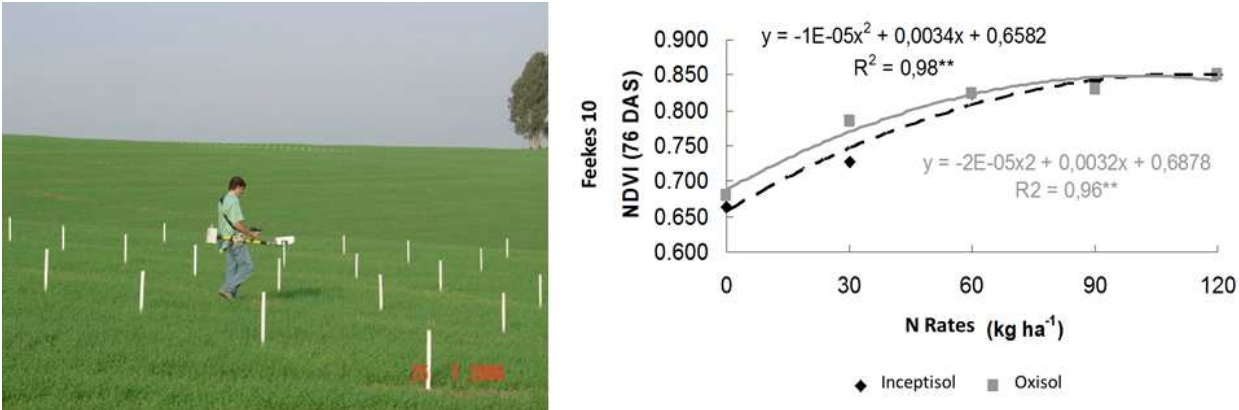 y = -1E-05x² + 0,0034x + 0,6582
R² = 0,98**
0.900
0.850
0.800
0.750
0.700
0.650
0.600
Feekes 10
NDVI (76 DAS)
y = -2E-05x2 + 0,0032x + 0,6878
R2 = 0,96**
0 30 60 90 120
N Rates (kg ha⁻¹)
Inceptisol Oxisol